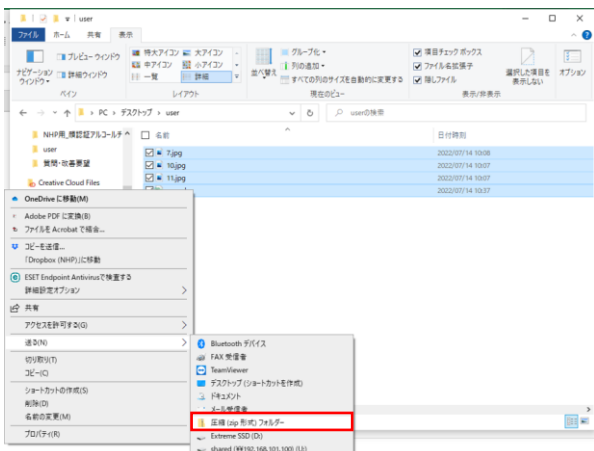 user
ファイル ホーム 共有 表示
ナビゲーション ウィンドウ
プレビュー ウィンドウ
詳細ウィンドウ
ペイン
特大アイコン 大アイコン
中アイコン 小アイコン
一覧 詳細
レイアウト
並べ替え
グループ化
列の追加
すべての列のサイズを自動的に変更する
現在のビュー
項目チェック ボックス
ファイル名拡張子
隠しファイル
選択した項目を 表示しない
表示/非表示
オプション
PC > デスクトップ > user
userの検索
NHP用_顔認証アルコールチ
user
質問・改善要望
Creative Cloud Files
名前 日付時刻
7.jpg 2022/07/14 10:08
10.jpg 2022/07/14 10:07
11.jpg 2022/07/14 10:07
2022/07/14 10:37
OneDrive に移動(M)
Adobe PDF に変換(B)
ファイルを Acrobat で結合...
コピーを送信...
「Dropbox (NHP)」に移動
ESET Endpoint Antivirusで検査する
詳細設定オプション
共有
アクセスを許可する(G)
送る(N)
切り取り(T)
コピー(C)
ショートカットの作成(S)
削除(D)
名前の変更(M)
プロパティ(R)
Bluetooth デバイス
FAX 受信者
TeamViewer
デスクトップ (ショートカットを作成)
ドキュメント
メール受信者
圧縮 (zip 形式) フォルダー
Extreme SSD (D:)
shared (¥¥192.168.101.100) (U:)